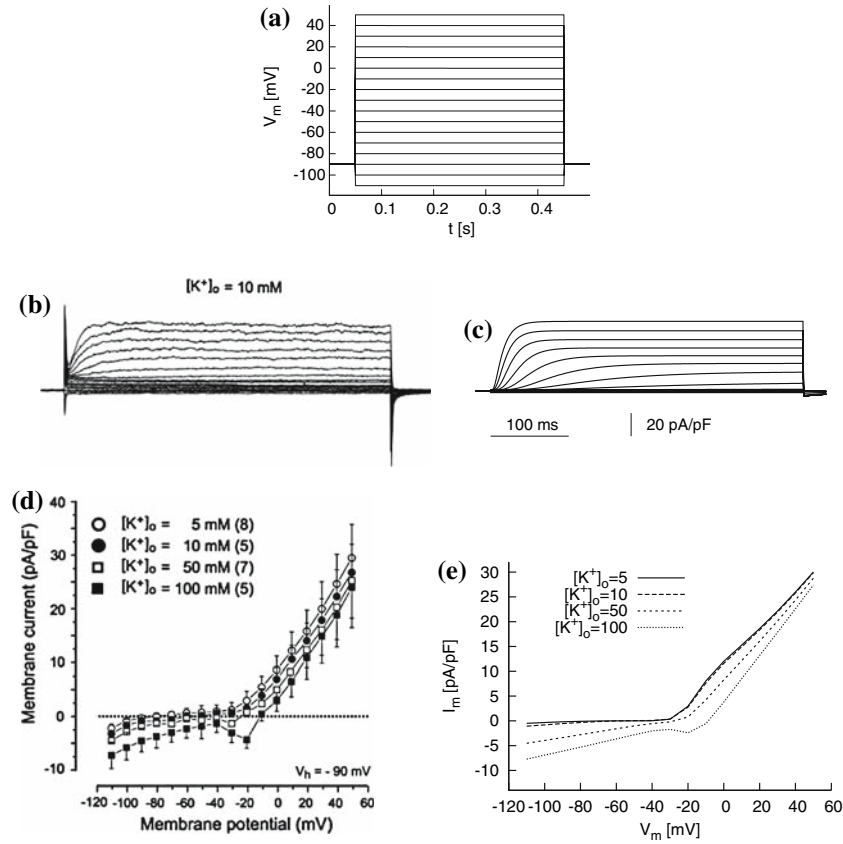 (a)
V_m [mV]
40
20
0
-20
-40
-60
-80
-100
0 0.1 0.2 0.3 0.4
t [s]
(b)
[K⁺]ₒ = 10 mM
(c)
100 ms
20 pA/pF
(d)
Membrane current (pA/pF)
40
30
20
10
0
-10
[K⁺]ₒ = 5 mM (8)
[K⁺]ₒ = 10 mM (5)
[K⁺]ₒ = 50 mM (7)
[K⁺]ₒ = 100 mM (5)
V_h = - 90 mV
-120 -100 -80 -60 -40 -20 0 20 40 60
Membrane potential (mV)
(e)
I_m [pA/pF]
30
25
20
15
10
5
0
-5
-10
[K⁺]ₒ=5
[K⁺]ₒ=10
[K⁺]ₒ=50
[K⁺]ₒ=100
-120 -100 -80 -60 -40 -20 0 20 40 60
V_m [mV]